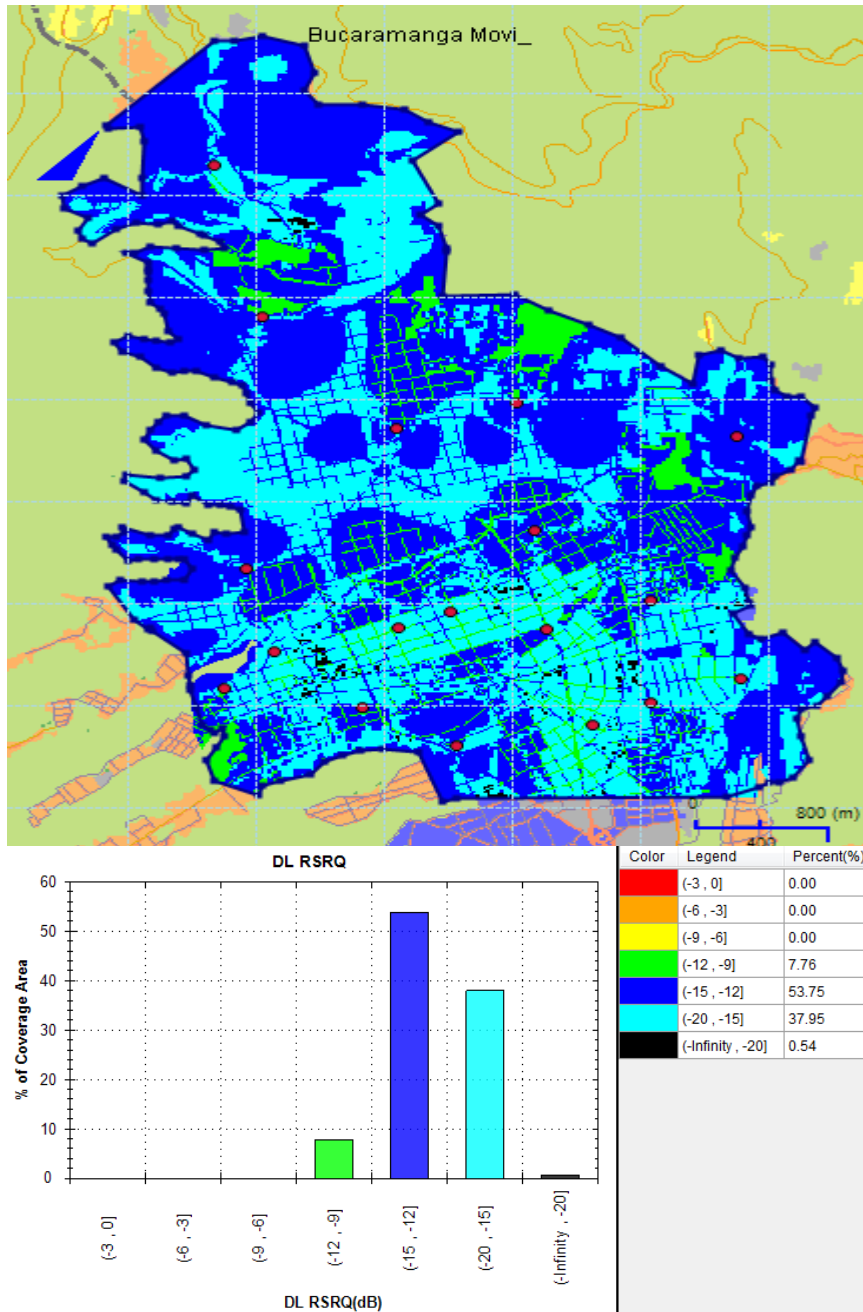 Bucaramanga Movi_
0
800 (m)
400
DL RSRQ
60
50
40
30
20
10
0
% of Coverage Area
(-3 , 0]
(-6 , -3]
(-9 , -6]
(-12 , -9]
(-15 , -12]
(-20 , -15]
(-Infinity , -20]
DL RSRQ(dB)
Color Legend Percent(%)
(-3 , 0] 0.00
(-6 , -3] 0.00
(-9 , -6] 0.00
(-12 , -9] 7.76
(-15 , -12] 53.75
(-20 , -15] 37.95
(-Infinity , -20] 0.54